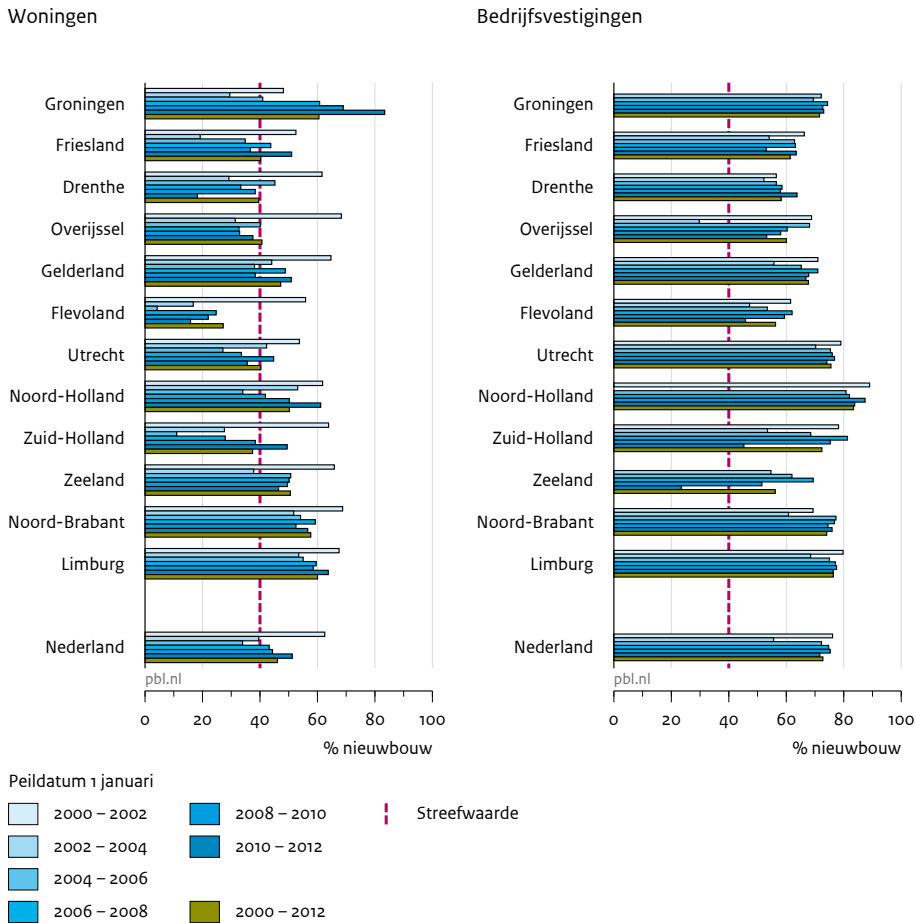 Woningen
Groningen
Friesland
Drenthe
Overijssel
Gelderland
Flevoland
Utrecht
Noord-Holland
Zuid-Holland
Zeeland
Noord-Brabant
Limburg
Nederland
pbl.nl
0 20 40 60 80 100
% nieuwbouw
Bedrijfsvestigingen
Groningen
Friesland
Drenthe
Overijssel
Gelderland
Flevoland
Utrecht
Noord-Holland
Zuid-Holland
Zeeland
Noord-Brabant
Limburg
Nederland
pbl.nl
0 20 40 60 80 100
% nieuwbouw
Peildatum 1 januari
2000 – 2002
2002 – 2004
2004 – 2006
2006 – 2008
2008 – 2010
2010 – 2012
2000 – 2012
Streefwaarde